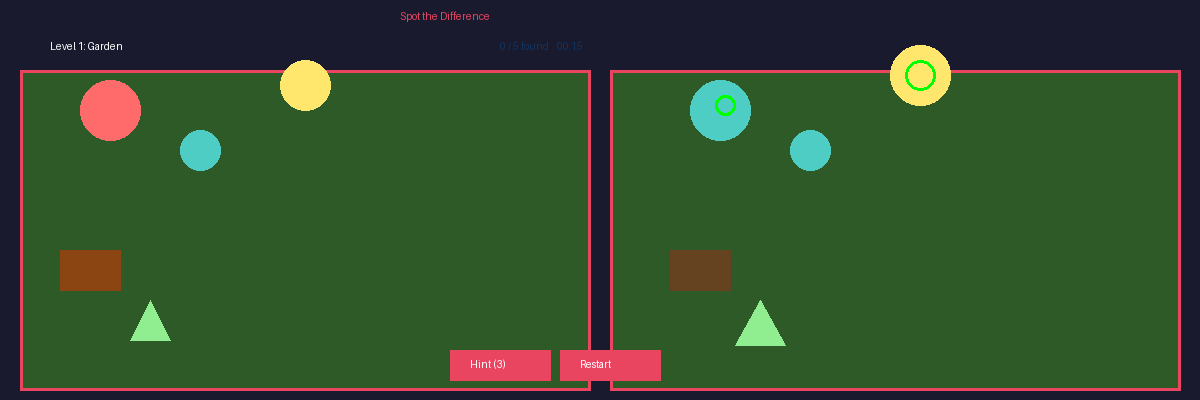 Spot the Difference
Level 1: Garden
0 / 5 found · 00:15
Hint (3)
Restart